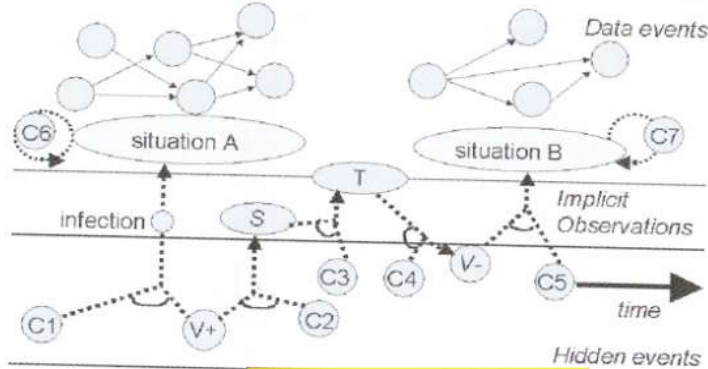 Data events
C6
situation A
situation B
C7
T
Implicit
Observations
infection
S
C3
C4
V-
C5
time
C1
V+
C2
Hidden events